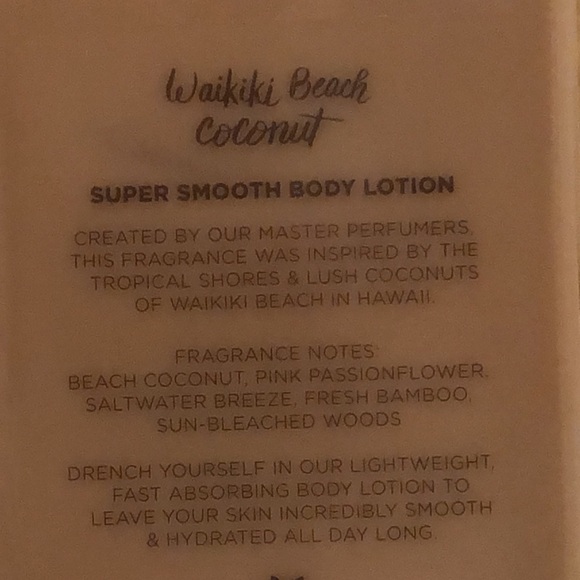 Waikiki Beach
Coconut
SUPER SMOOTH BODY LOTION
CREATED BY OUR MASTER PERFUMERS,
THIS FRAGRANCE WAS INSPIRED BY THE
TROPICAL SHORES & LUSH COCONUTS
OF WAIKIKI BEACH IN HAWAII.
FRAGRANCE NOTES:
BEACH COCONUT, PINK PASSIONFLOWER,
SALTWATER BREEZE, FRESH BAMBOO,
SUN-BLEACHED WOODS
DRENCH YOURSELF IN OUR LIGHTWEIGHT,
FAST ABSORBING BODY LOTION TO
LEAVE YOUR SKIN INCREDIBLY SMOOTH
& HYDRATED ALL DAY LONG.